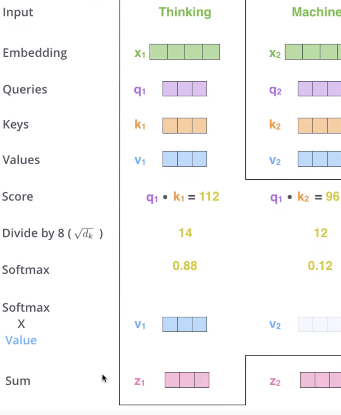 Input Thinking Machine
Embedding x₁ x₂
Queries q₁ q₂
Keys k₁ k₂
Values v₁ v₂
Score q₁ • k₁ = 112 q₁ • k₂ = 96
Divide by 8 ( √dₖ ) 14 12
Softmax 0.88 0.12
Softmax
X v₁ v₂
Value
Sum z₁ z₂